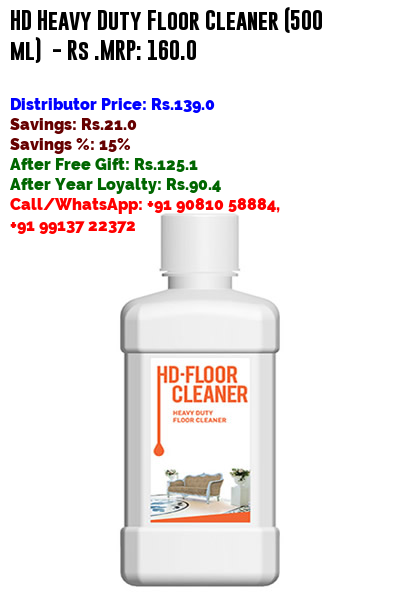 HD Heavy Duty Floor Cleaner (500
ml) - Rs .MRP: 160.0
Distributor Price: Rs.139.0
Savings: Rs.21.0
Savings %: 15%
After Free Gift: Rs.125.1
After Year Loyalty: Rs.90.4
Call/WhatsApp: +91 90810 58884,
+91 99137 22372
HD-FLOOR
CLEANER
HEAVY DUTY
FLOOR CLEANER